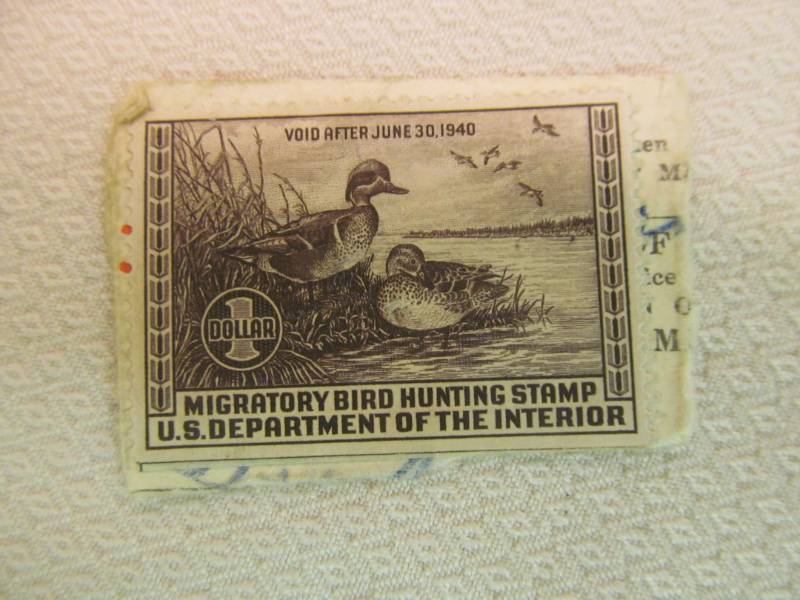 VOID AFTER JUNE 30, 1940
1
DOLLAR
MIGRATORY BIRD HUNTING STAMP
U.S. DEPARTMENT OF THE INTERIOR